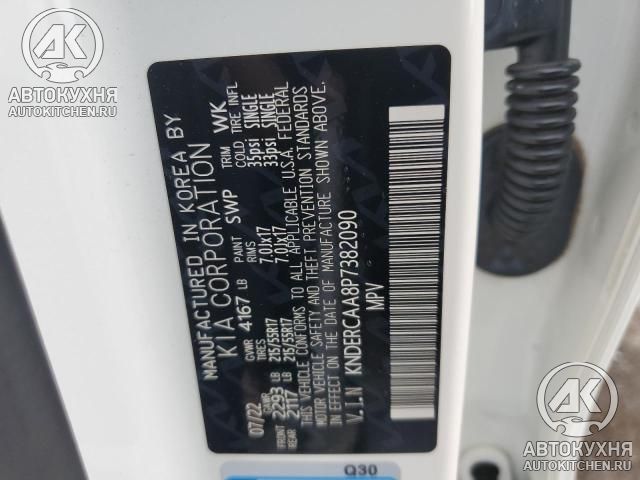 АК
АВТОКУХНЯ
AUTOKITCHEN.RU
MANUFACTURED IN KOREA BY
KIA CORPORATION
07/22 GVWR 4167 LB PAINT SWP TRIM WK
GAWR TIRES RIMS COLD TIRE INFL
FRONT 2293 LB 215/55R17 7.0Jx17 35psi SINGLE
REAR 2117 LB 215/55R17 7.0Jx17 33psi SINGLE
THIS VEHICLE CONFORMS TO ALL APPLICABLE U.S.A. FEDERAL
MOTOR VEHICLE SAFETY AND THEFT PREVENTION STANDARDS
IN EFFECT ON THE DATE OF MANUFACTURE SHOWN ABOVE.
V.I.N KNDERCAA8P7382090
MPV
Q30
АК
АВТОКУХНЯ
AUTOKITCHEN.RU